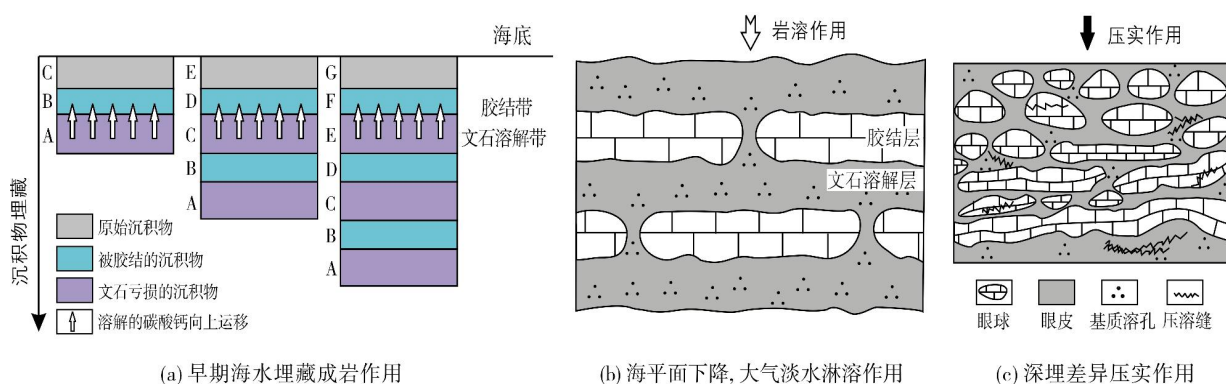 海底
C
B
A
E
D
C
B
A
G
F
E
D
C
B
A
胶结带
文石溶解带
沉积物埋藏
原始沉积物
被胶结的沉积物
文石亏损的沉积物
溶解的碳酸钙向上运移
(a) 早期海水埋藏成岩作用
岩溶作用
胶结层
文石溶解层
(b) 海平面下降, 大气淡水淋溶作用
压实作用
眼球 眼皮 基质溶孔 压溶缝
(c) 深埋差异压实作用